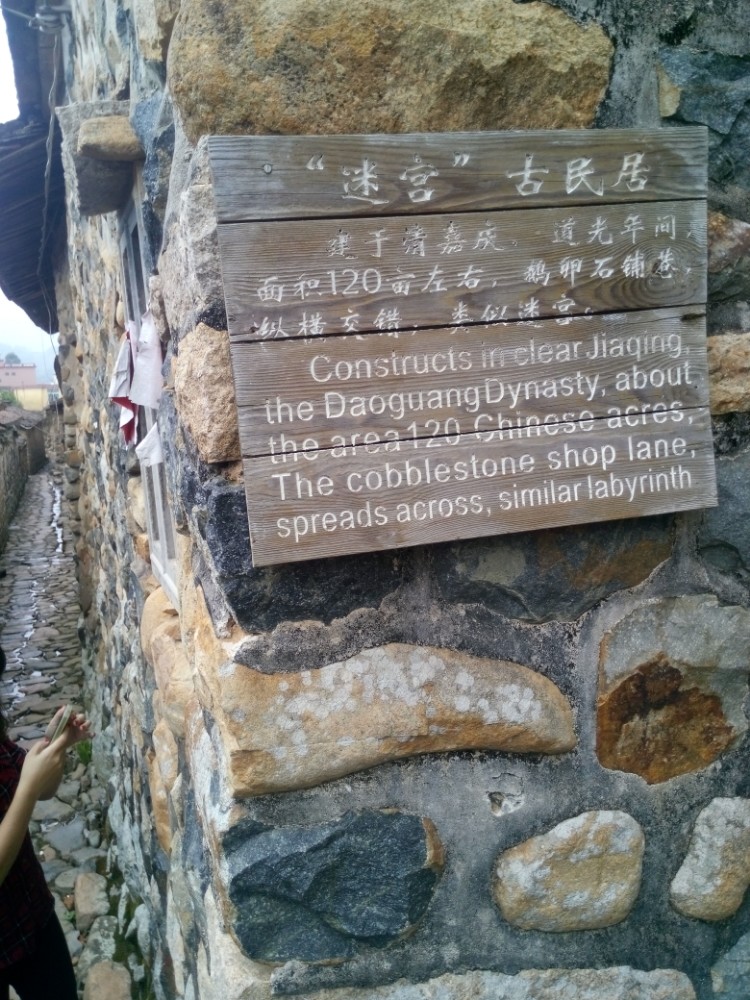 “迷宫”古民居
建于清嘉庆。道光年间,
面积120亩左右,鹅卵石铺巷,
纵横交错,类似迷宫。
Constructs in clear Jiaqing,
the Daoguang Dynasty, about
the area 120 Chinese acres,
The cobblestone shop lane,
spreads across, similar labyrinth